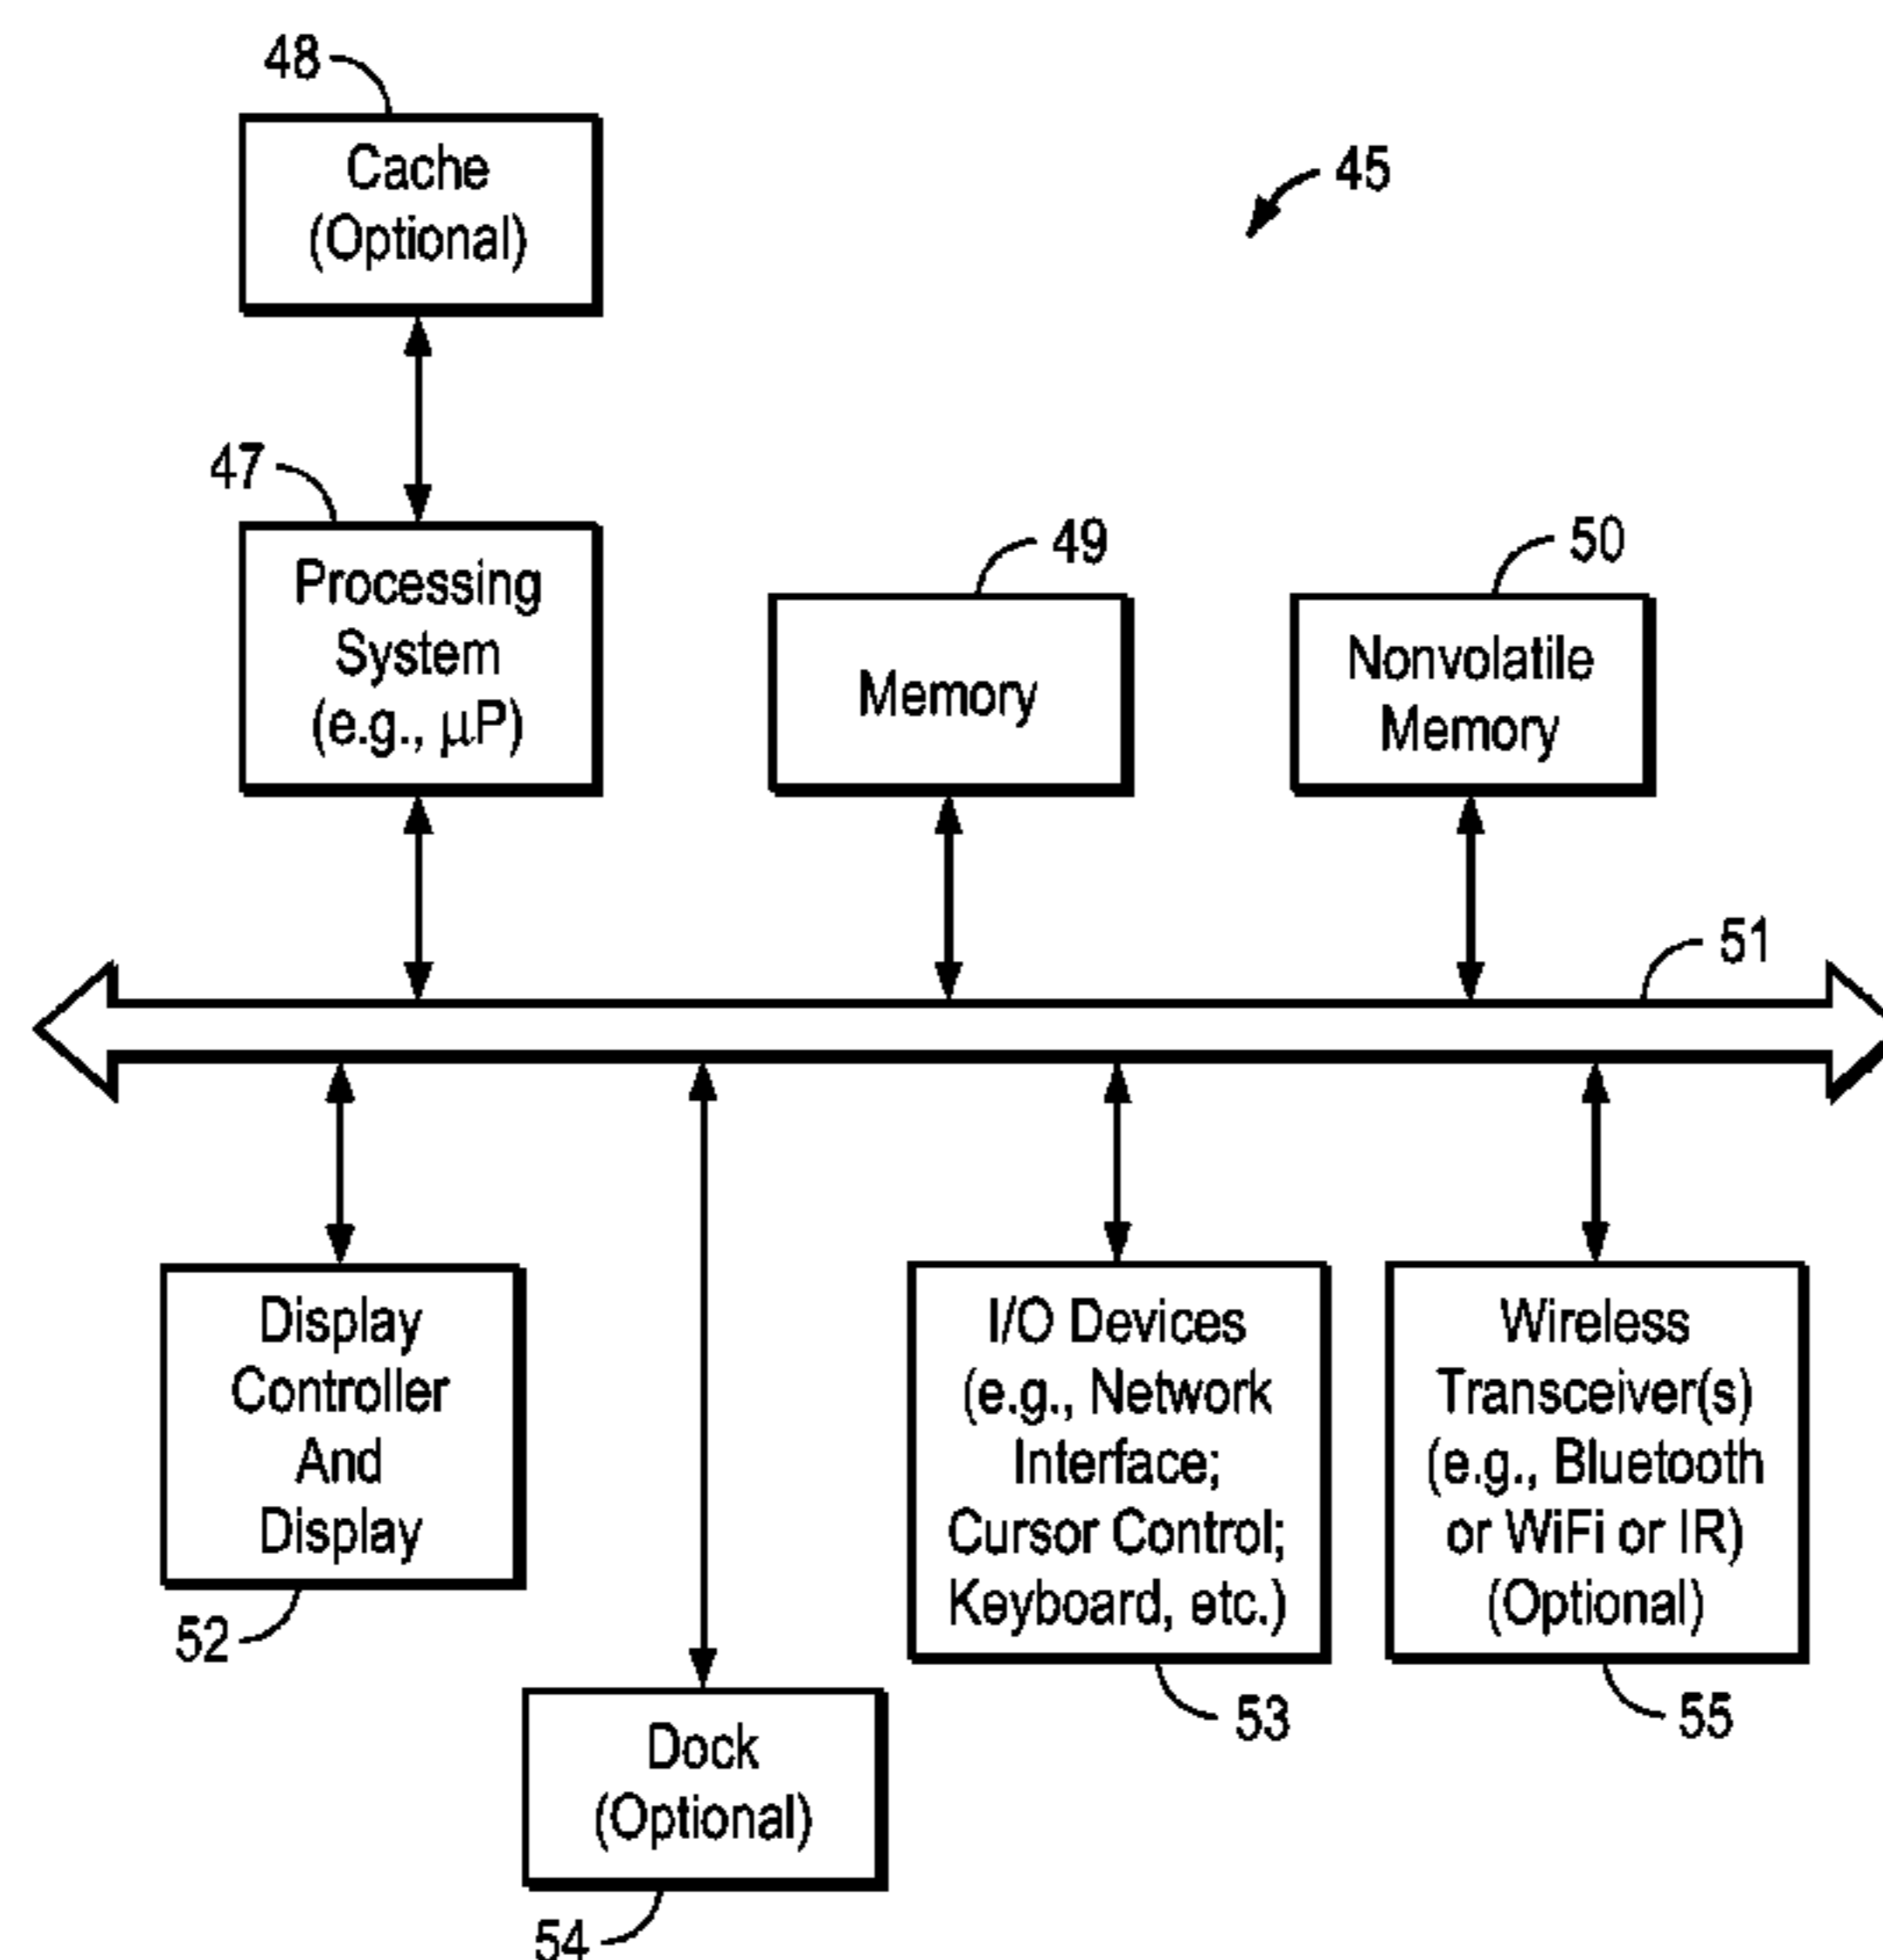 48
Cache
(Optional)
45
47
Processing
System
(e.g., μP)
49
Memory
50
Nonvolatile
Memory
51
Display
Controller
And
Display
52
Dock
(Optional)
54
I/O Devices
(e.g., Network
Interface;
Cursor Control;
Keyboard, etc.)
53
Wireless
Transceiver(s)
(e.g., Bluetooth
or WiFi or IR)
(Optional)
55